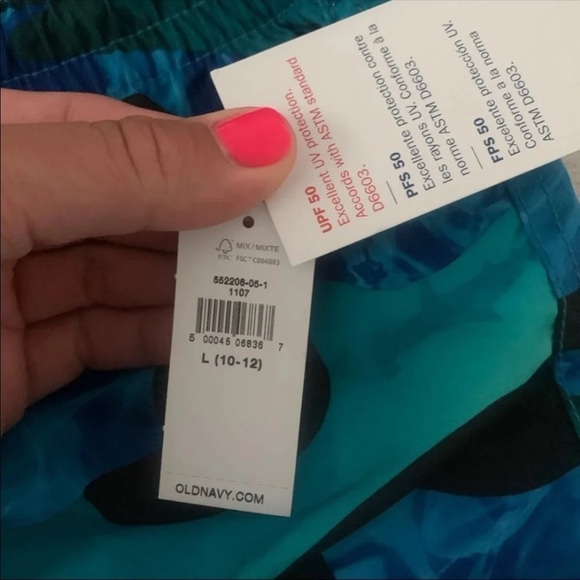 UPF 50
Excellent UV protection.
Accords with ASTM standard
D6603.
PFS 50
Excellente protection contre
les rayons UV. Conforme à la
norme ASTM D6603.
FPS 50
Excelente protección UV.
Conforme a la norma
ASTM D6603.
MIX / MIXTE
FSC™ C004883
552208-05-1
1107
5 00045 06836 7
L (10-12)
OLDNAVY.COM